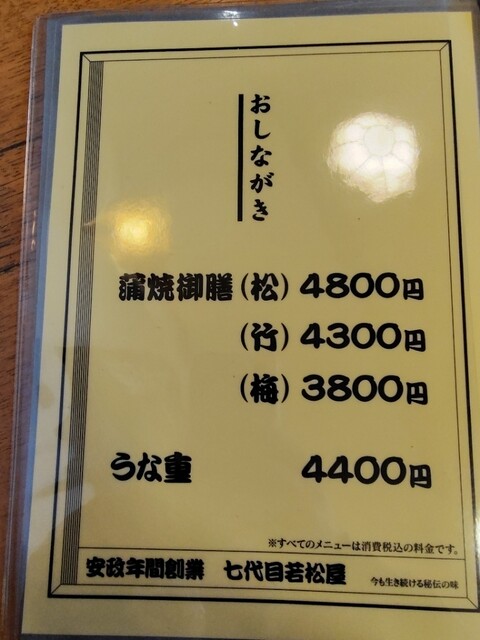 おしながき
蒲焼御膳(松) 4800円
(竹) 4300円
(梅) 3800円
うな重 4400円
※すべてのメニューは消費税込の料金です。
安政年間創業 七代目若松屋 今も生き続ける秘伝の味